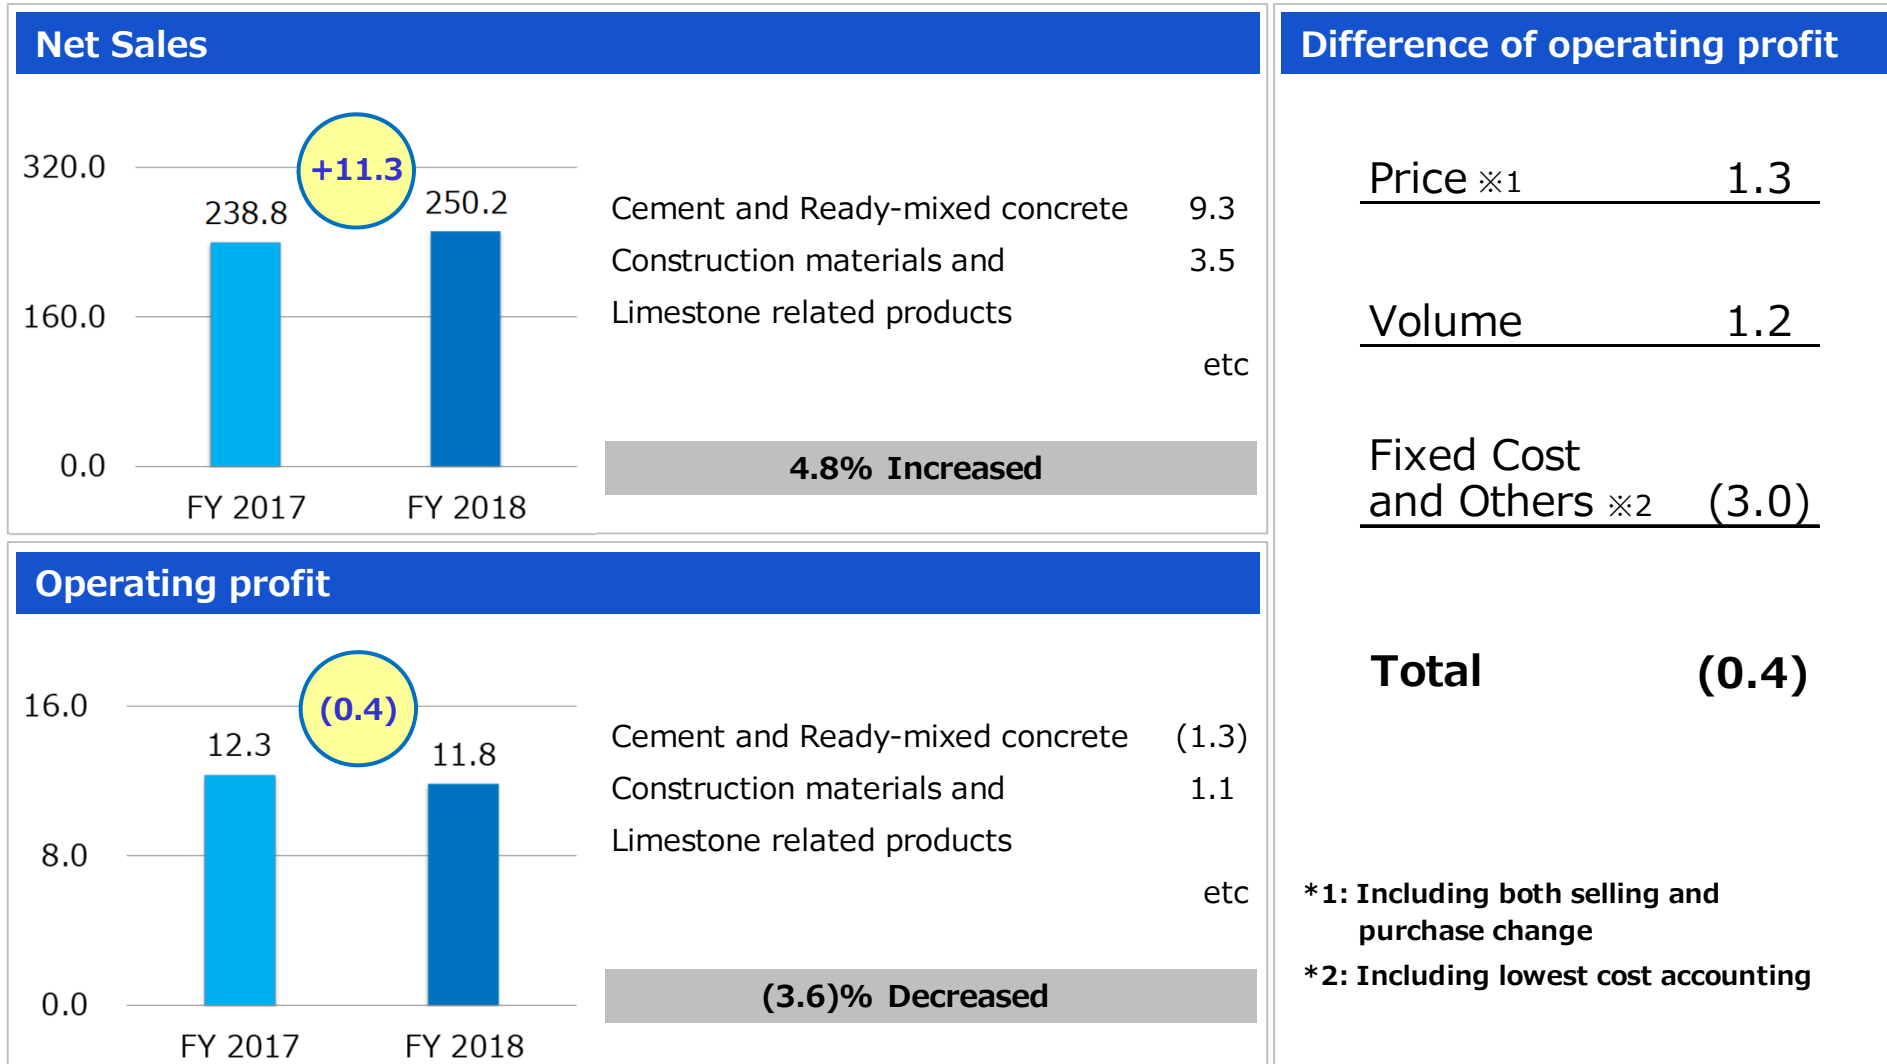 Net Sales
+11.3
320.0
238.8
250.2
160.0
0.0
FY 2017
FY 2018
Cement and Ready-mixed concrete 9.3
Construction materials and 3.5
Limestone related products
etc
4.8% Increased
Operating profit
(0.4)
16.0
12.3
11.8
8.0
0.0
FY 2017
FY 2018
Cement and Ready-mixed concrete (1.3)
Construction materials and 1.1
Limestone related products
etc
(3.6)% Decreased
Difference of operating profit
Price ※1 1.3
Volume 1.2
Fixed Cost
and Others ※2 (3.0)
Total (0.4)
*1: Including both selling and
purchase change
*2: Including lowest cost accounting